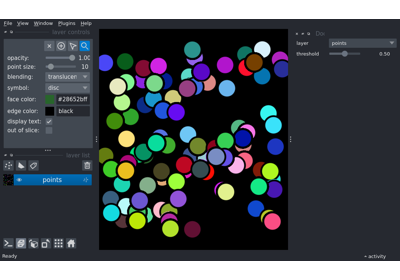 File View Window Plugins Help
layer controls
opacity: 1.00
point size: 10
blending: translucen
symbol: disc
face color: #28652bff
edge color: black
display text:
out of slice:
layer list
points
Ready
Do
layer points
threshold 0.50
activity